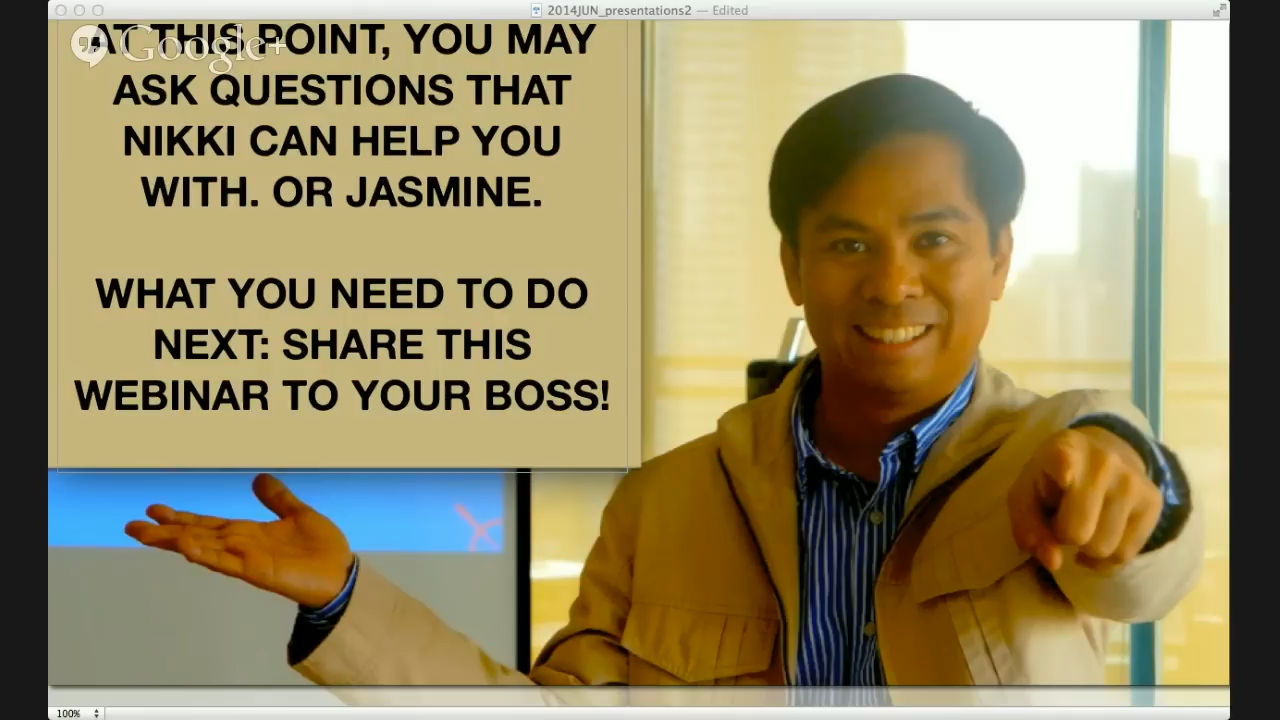 2014JUN_presentations2 — Edited
Google+
AT THIS POINT, YOU MAY
ASK QUESTIONS THAT
NIKKI CAN HELP YOU
WITH. OR JASMINE.
WHAT YOU NEED TO DO
NEXT: SHARE THIS
WEBINAR TO YOUR BOSS!
100%